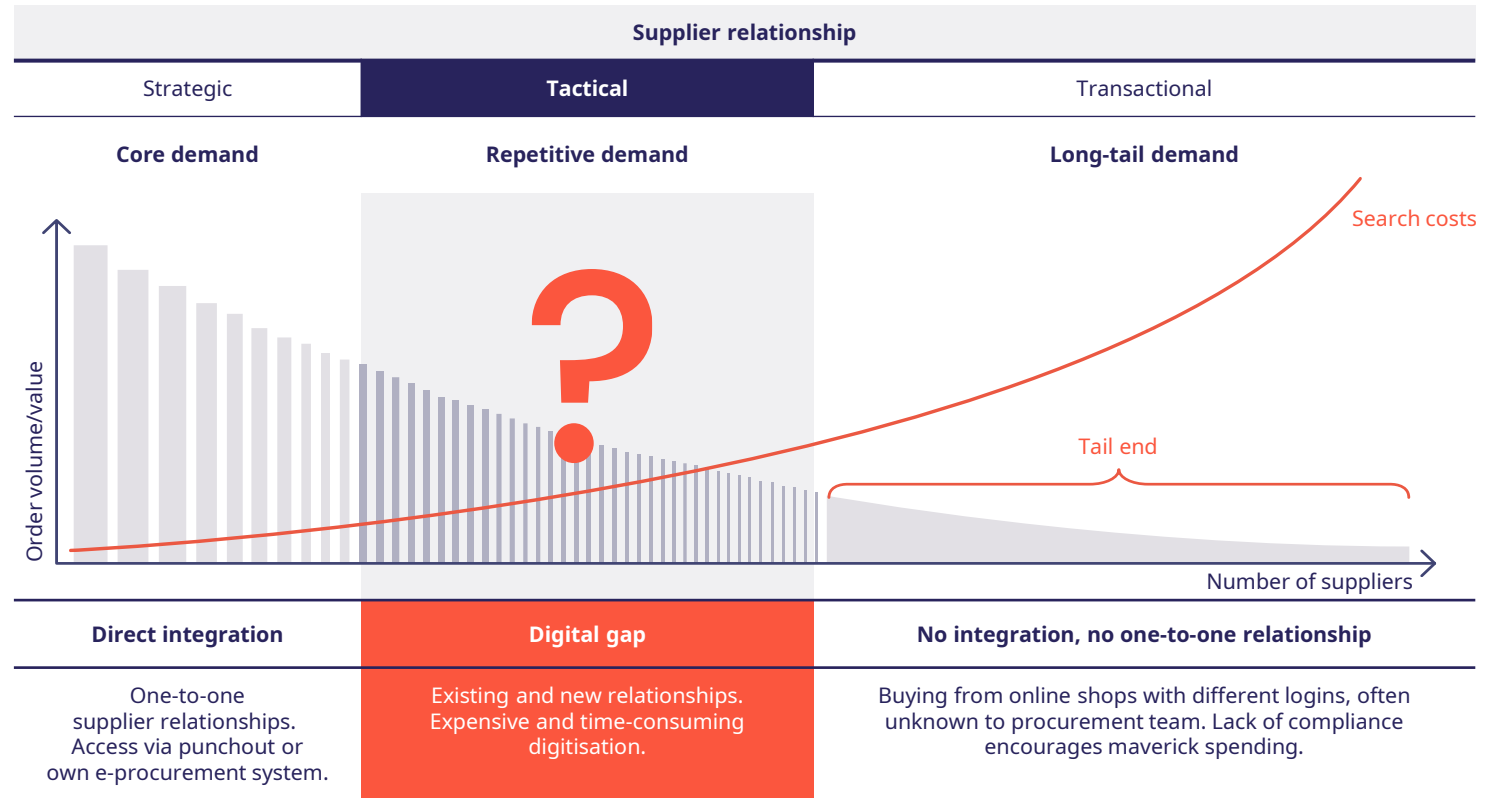 Supplier relationship
Strategic
Tactical
Transactional
Core demand
Repetitive demand
Long-tail demand
Search costs
?
Tail end
Order volume/value
Number of suppliers
Direct integration
Digital gap
No integration, no one-to-one relationship
One-to-one
supplier relationships.
Access via punchout or
own e-procurement system.
Existing and new relationships.
Expensive and time-consuming
digitisation.
Buying from online shops with different logins, often
unknown to procurement team. Lack of compliance
encourages maverick spending.